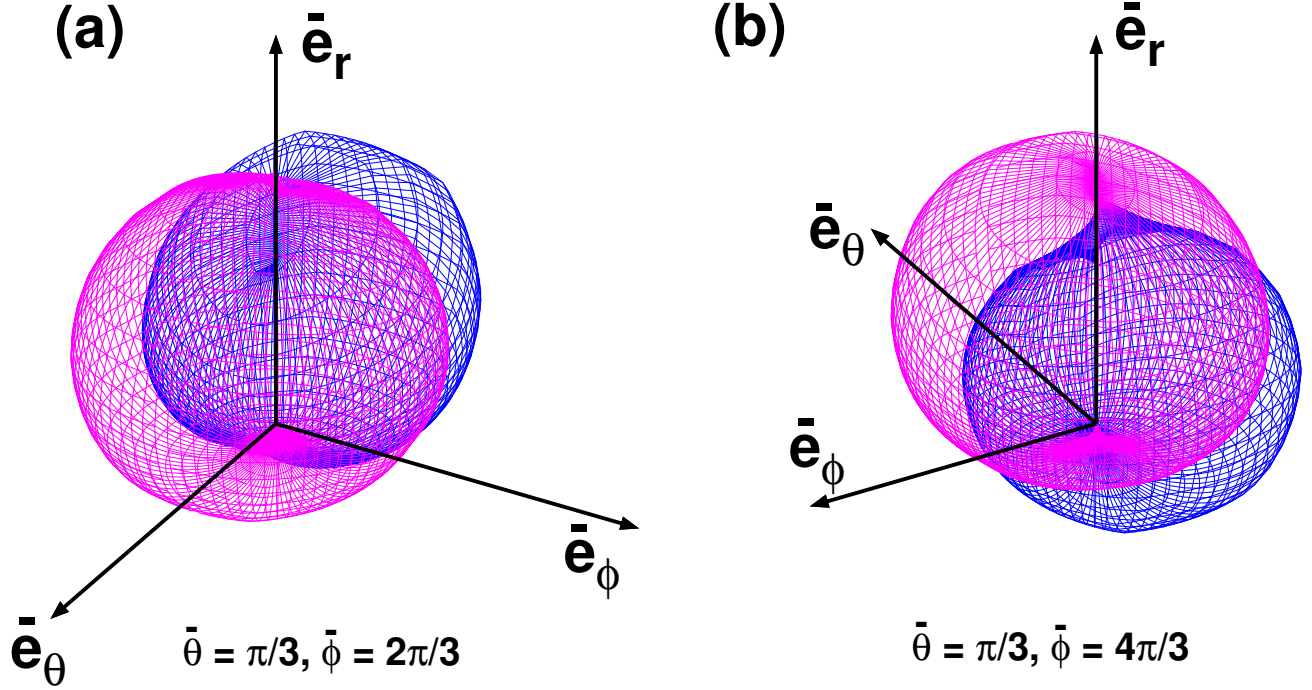 (a)
ē_r
ē_θ
ē_ϕ
θ̄ = π/3, ϕ̄ = 2π/3
(b)
ē_r
ē_θ
ē_ϕ
θ̄ = π/3, ϕ̄ = 4π/3